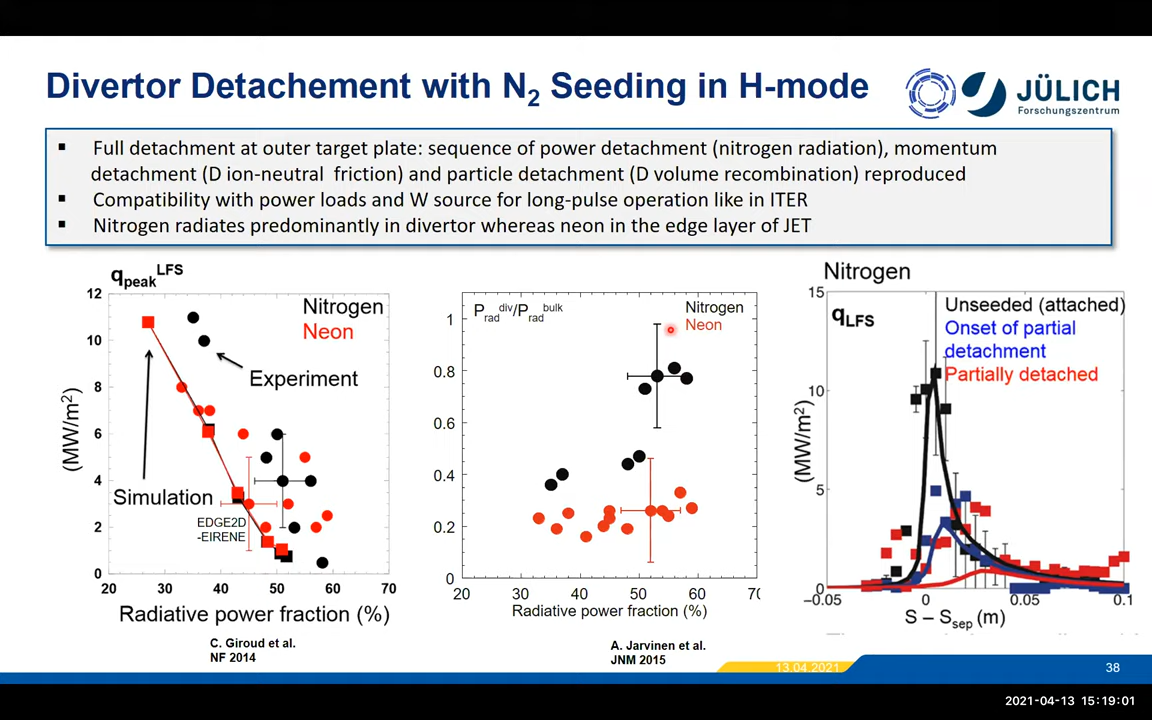 Divertor Detachement with N2 Seeding in H-mode
JÜLICH
Forschungszentrum
▪ Full detachment at outer target plate: sequence of power detachment (nitrogen radiation), momentum
detachment (D ion-neutral friction) and particle detachment (D volume recombination) reproduced
▪ Compatibility with power loads and W source for long-pulse operation like in ITER
▪ Nitrogen radiates predominantly in divertor whereas neon in the edge layer of JET
qpeak LFS
12
10
8
6
4
2
0
(MW/m2)
Nitrogen
Neon
Experiment
Simulation
EDGE2D
-EIRENE
20 30 40 50 60 70
Radiative power fraction (%)
C. Giroud et al.
NF 2014
Prad div/Prad bulk
Nitrogen
Neon
1
0.8
0.6
0.4
0.2
0
20 30 40 50 60 70
Radiative power fraction (%)
A. Jarvinen et al.
JNM 2015
Nitrogen
15
10
5
0
(MW/m2)
qLFS
Unseeded (attached)
Onset of partial
detachment
Partially detached
−0.05 0 0.05 0.1
S − Ssep (m)
13.04.2021
38
2021-04-13 15:19:01